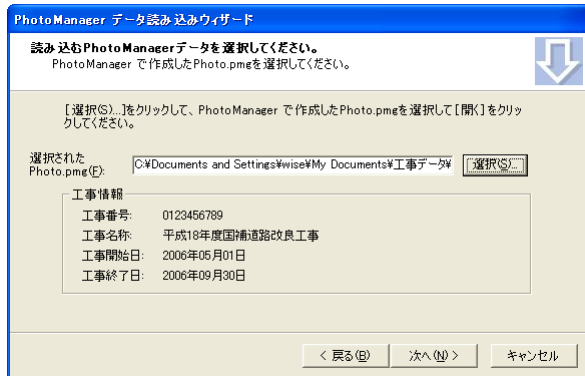 PhotoManager データ読み込みウィザード
読み込むPhotoManagerデータを選択してください。
PhotoManager で作成したPhoto.pmgを選択してください。
[選択(S)...]をクリックして、PhotoManager で作成したPhoto.pmgを選択して[開く]をクリッ
クしてください。
選択された
Photo.pmg(F):
C:¥Documents and Settings¥wise¥My Documents¥工事データ¥
選択(S)...
工事情報
工事番号: 0123456789
工事名称: 平成18年度国補道路改良工事
工事開始日: 2006年05月01日
工事終了日: 2006年09月30日
< 戻る(B)
次へ(N) >
キャンセル